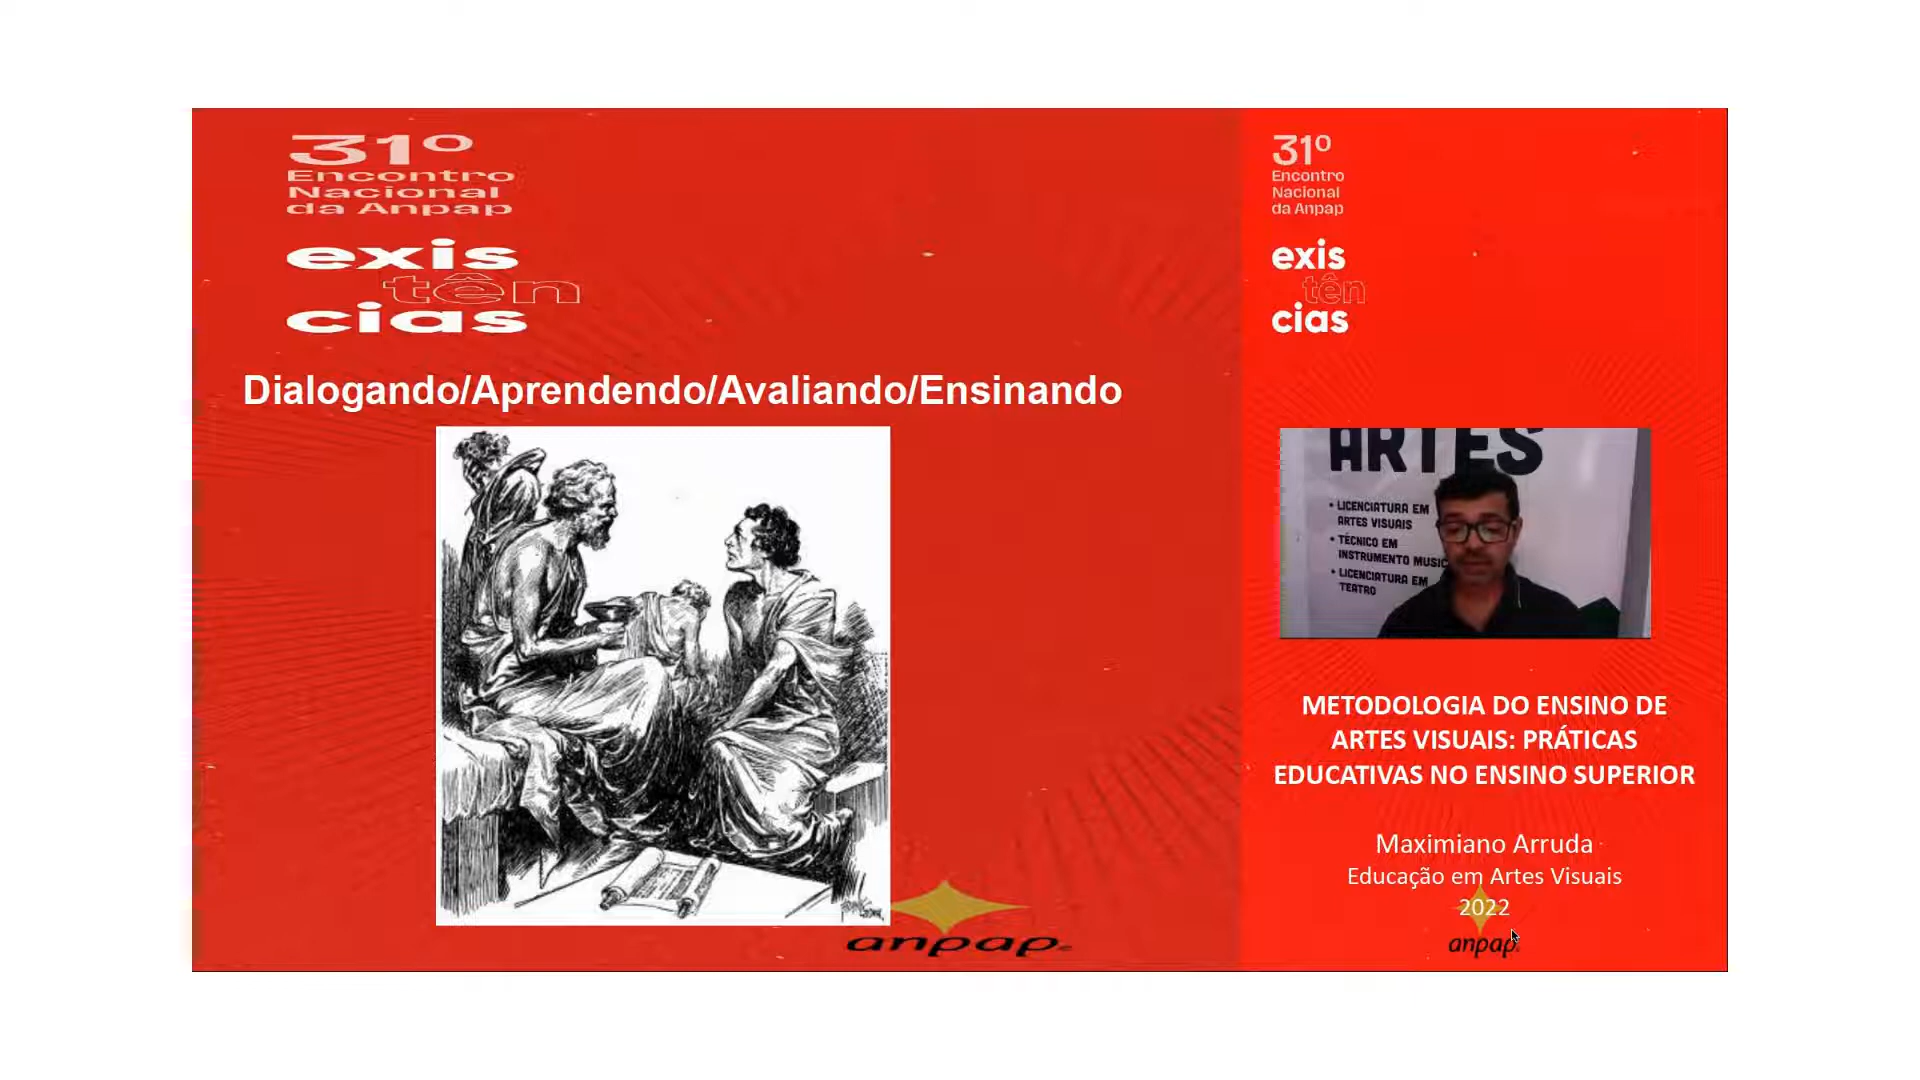 31º
Encontro
Nacional
da Anpap
exis
tên
cias
Dialogando/Aprendendo/Avaliando/Ensinando
anpap
31º
Encontro
Nacional
da Anpap
exis
tên
cias
ARTES
• LICENCIATURA EM
ARTES VISUAIS
• TÉCNICO EM
INSTRUMENTO MUSIC
• LICENCIATURA EM
TEATRO
METODOLOGIA DO ENSINO DE
ARTES VISUAIS: PRÁTICAS
EDUCATIVAS NO ENSINO SUPERIOR
Maximiano Arruda
Educação em Artes Visuais
2022
anpap